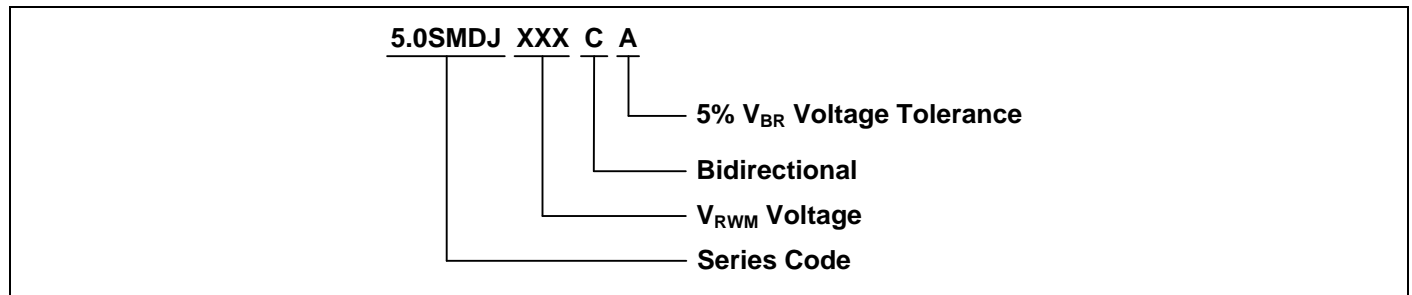 5.0SMDJ XXX C A
5% VBR Voltage Tolerance
Bidirectional
VRWM Voltage
Series Code